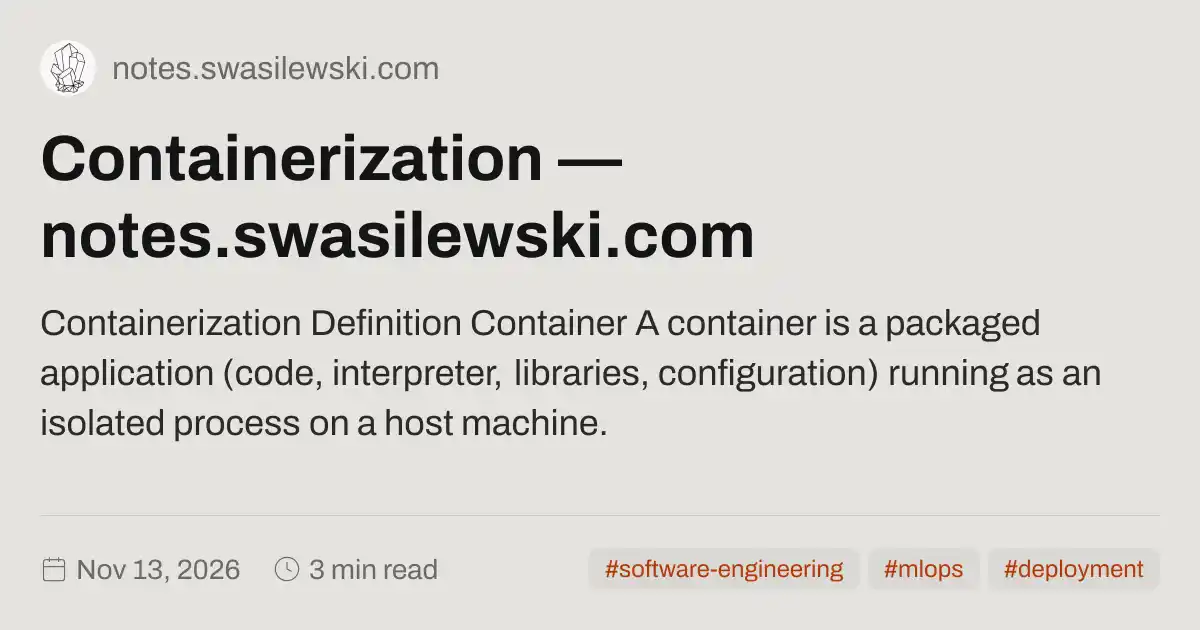 notes.swasilewski.com
Containerization —
notes.swasilewski.com
Containerization Definition Container A container is a packaged
application (code, interpreter, libraries, configuration) running as an
isolated process on a host machine.
Nov 13, 2026 3 min read #software-engineering #mlops #deployment